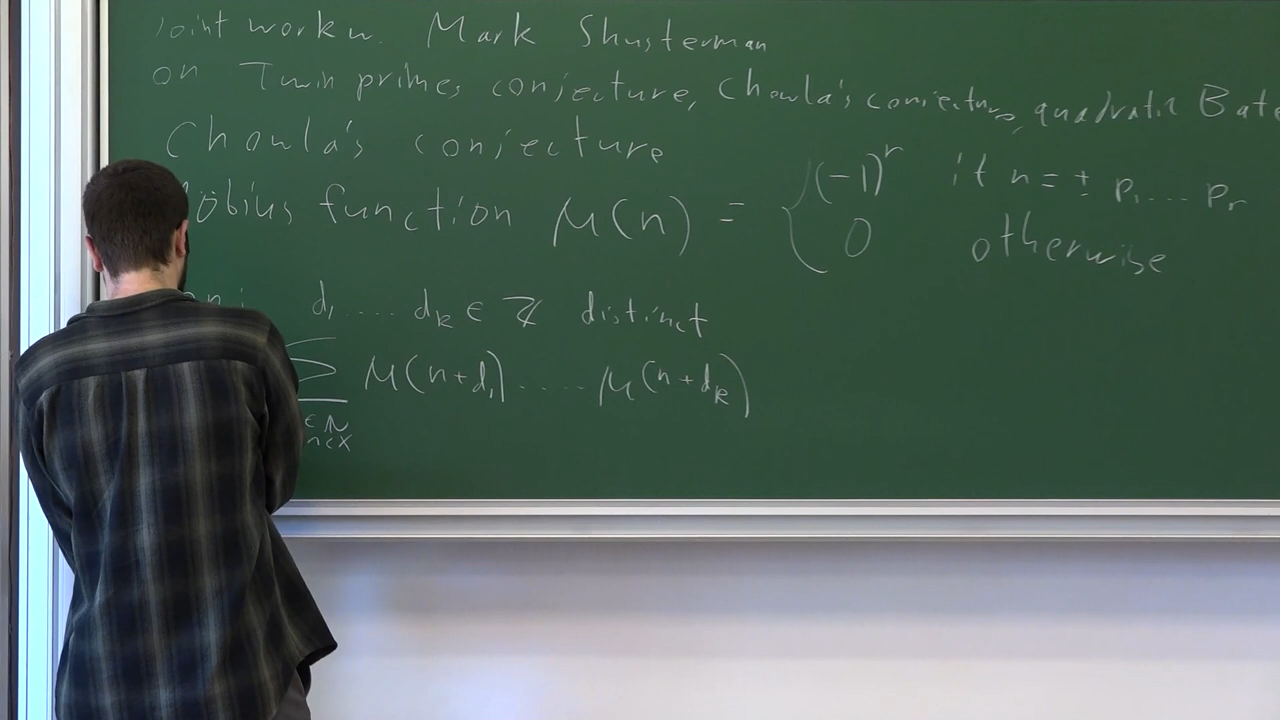 Joint work w. Mark Shusterman
on Twin primes conjecture, Chowla's conjecture, quadratic Bate
Chowla's conjecture
öbius function μ(n) = { (-1)^r if n = ± p₁ .... pᵣ
0 otherwise
onj d₁ .... dₖ ∈ ℤ distinct
∑ μ(n+d₁) ..... μ(n+dₖ)
∈ ℕ
n<X